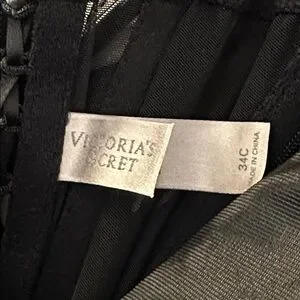 VICTORIA'S
SECRET
34C
MADE IN CHINA